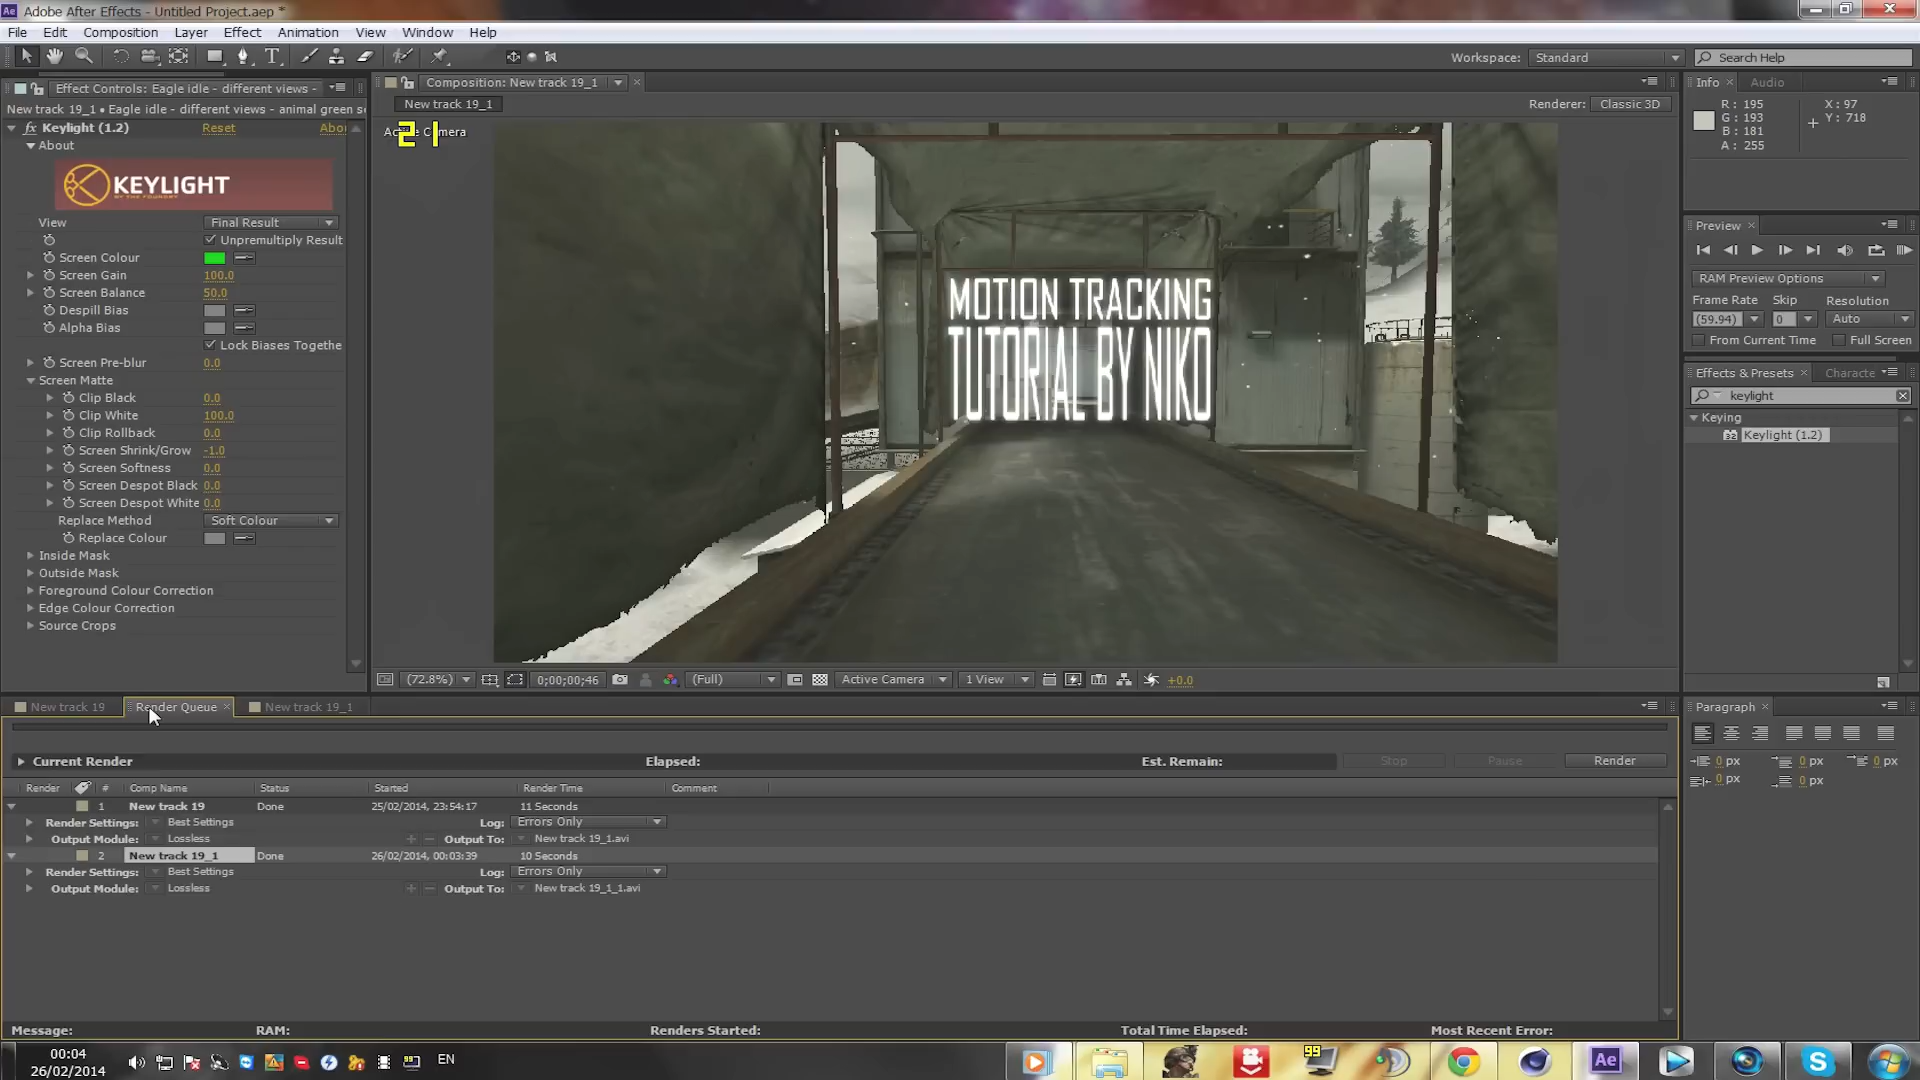 Ae Adobe After Effects - Untitled Project.aep *
File Edit Composition Layer Effect Animation View Window Help
Workspace: Standard
Search Help
Effect Controls: Eagle idle - different views -
New track 19_1 • Eagle idle - different views - animal green s
fx Keylight (1.2) Reset Abo
About
KEYLIGHT
BY THE FOUNDRY
View Final Result
Unpremultiply Result
Screen Colour
Screen Gain 100.0
Screen Balance 50.0
Despill Bias
Alpha Bias
Lock Biases Togethe
Screen Pre-blur 0.0
Screen Matte
Clip Black 0.0
Clip White 100.0
Clip Rollback 0.0
Screen Shrink/Grow -1.0
Screen Softness 0.0
Screen Despot Black 0.0
Screen Despot White 0.0
Replace Method Soft Colour
Replace Colour
Inside Mask
Outside Mask
Foreground Colour Correction
Edge Colour Correction
Source Crops
Composition: New track 19_1
New track 19_1
Renderer: Classic 3D
21
MOTION TRACKING
TUTORIAL BY NIKO
(72.8%) 0;00;00;46 (Full) Active Camera 1 View +0.0
Info Audio
R: 195 X: 97
G: 193 Y: 718
B: 181
A: 255
Preview
RAM Preview Options
Frame Rate Skip Resolution
(59.94) 0 Auto
From Current Time Full Screen
Effects & Presets Characte
keylight
Keying
32 Keylight (1.2)
Paragraph
0 px 0 px 0 px
0 px 0 px
New track 19 Render Queue New track 19_1
Current Render Elapsed: Est. Remain: Stop Pause Render
Render # Comp Name Status Started Render Time Comment
1 New track 19 Done 25/02/2014, 23:54:17 11 Seconds
Render Settings: Best Settings Log: Errors Only
Output Module: Lossless Output To: New track 19_1.avi
2 New track 19_1 Done 26/02/2014, 00:03:39 10 Seconds
Render Settings: Best Settings Log: Errors Only
Output Module: Lossless Output To: New track 19_1_1.avi
Message: RAM: Renders Started: Total Time Elapsed: Most Recent Error:
00:04
26/02/2014
99
EN
99
Ae